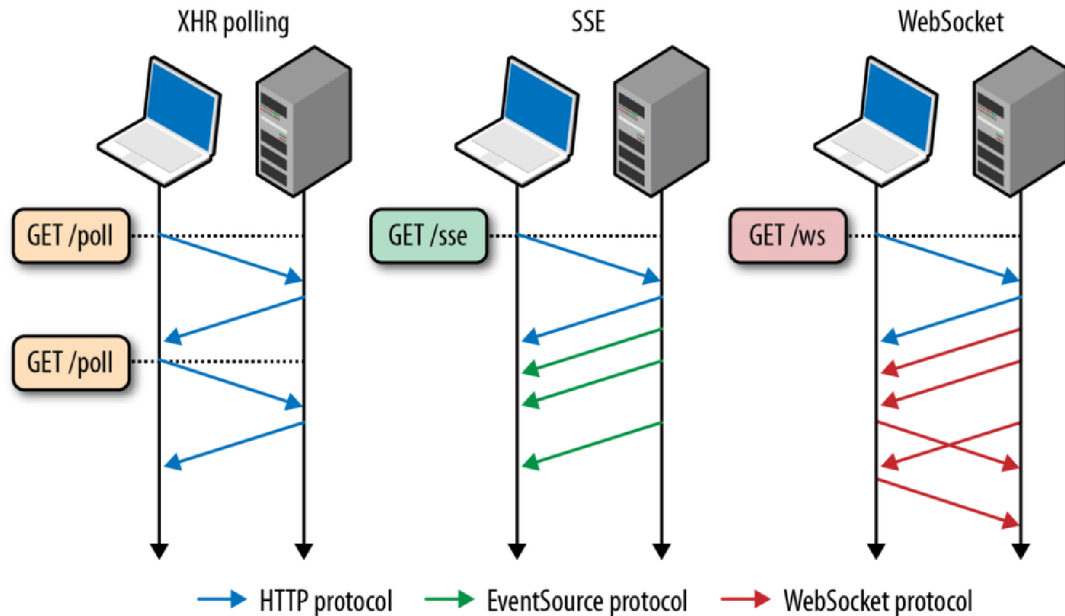 XHR polling
SSE
WebSocket
GET /poll
GET /sse
GET /ws
GET /poll
HTTP protocol
EventSource protocol
WebSocket protocol